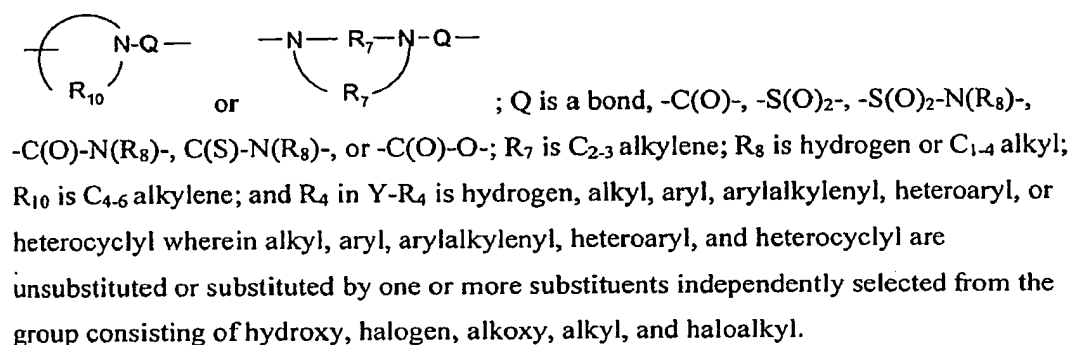 N-Q— —N— R₇—N-Q—
R₁₀ or R₇ ; Q is a bond, -C(O)-, -S(O)₂-, -S(O)₂-N(R₈)-,
-C(O)-N(R₈)-, C(S)-N(R₈)-, or -C(O)-O-; R₇ is C₂₋₃ alkylene; R₈ is hydrogen or C₁₋₄ alkyl;
R₁₀ is C₄₋₆ alkylene; and R₄ in Y-R₄ is hydrogen, alkyl, aryl, arylalkylenyl, heteroaryl, or
heterocyclyl wherein alkyl, aryl, arylalkylenyl, heteroaryl, and heterocyclyl are
unsubstituted or substituted by one or more substituents independently selected from the
group consisting of hydroxy, halogen, alkoxy, alkyl, and haloalkyl.